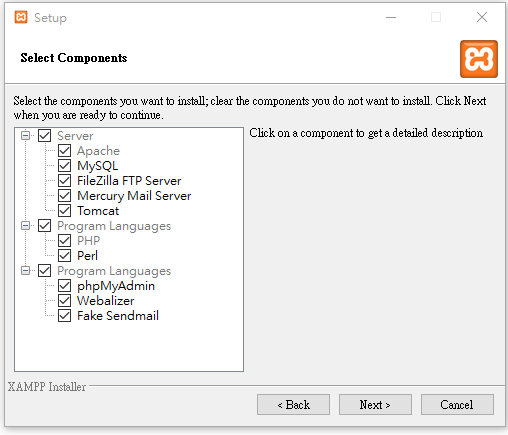 Setup
Select Components
Select the components you want to install; clear the components you do not want to install. Click Next
when you are ready to continue.
Server
Apache
MySQL
FileZilla FTP Server
Mercury Mail Server
Tomcat
Program Languages
PHP
Perl
Program Languages
phpMyAdmin
Webalizer
Fake Sendmail
Click on a component to get a detailed description
XAMPP Installer
< Back
Next >
Cancel